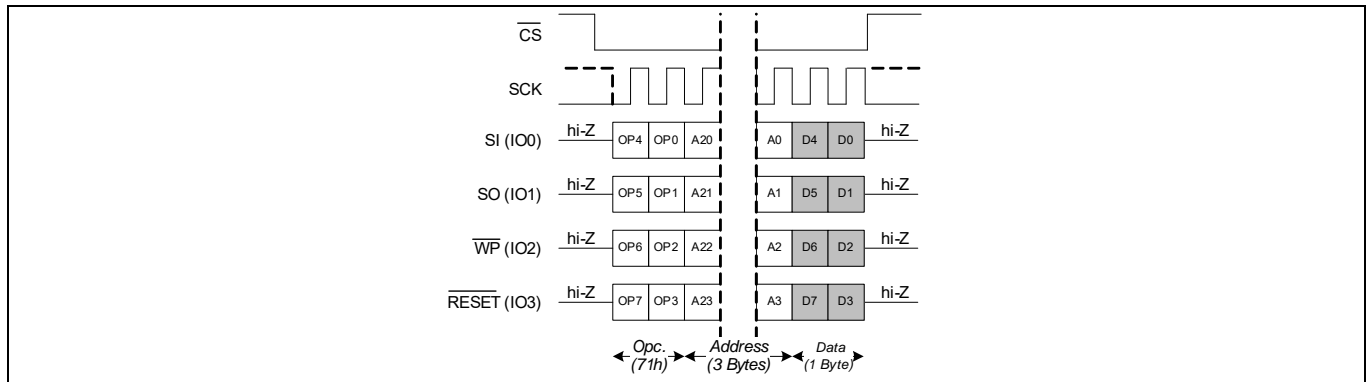 CS
SCK
SI (IO0) hi-Z OP4 OP0 A20 A0 D4 D0 hi-Z
SO (IO1) hi-Z OP5 OP1 A21 A1 D5 D1 hi-Z
WP (IO2) hi-Z OP6 OP2 A22 A2 D6 D2 hi-Z
RESET (IO3) hi-Z OP7 OP3 A23 A3 D7 D3 hi-Z
Opc. Address Data
(71h) (3 Bytes) (1 Byte)